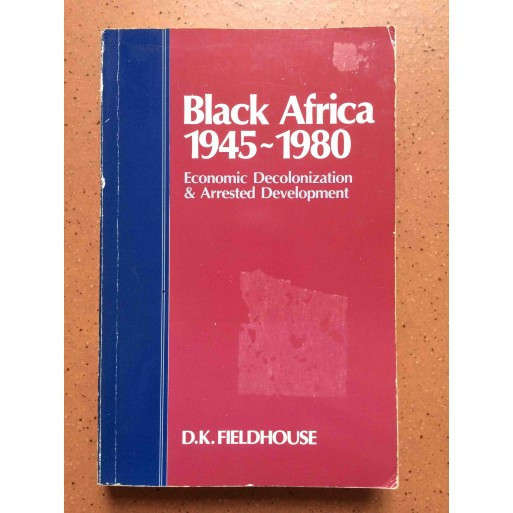 Black Africa
1945~1980
Economic Decolonization
& Arrested Development
D.K. FIELDHOUSE